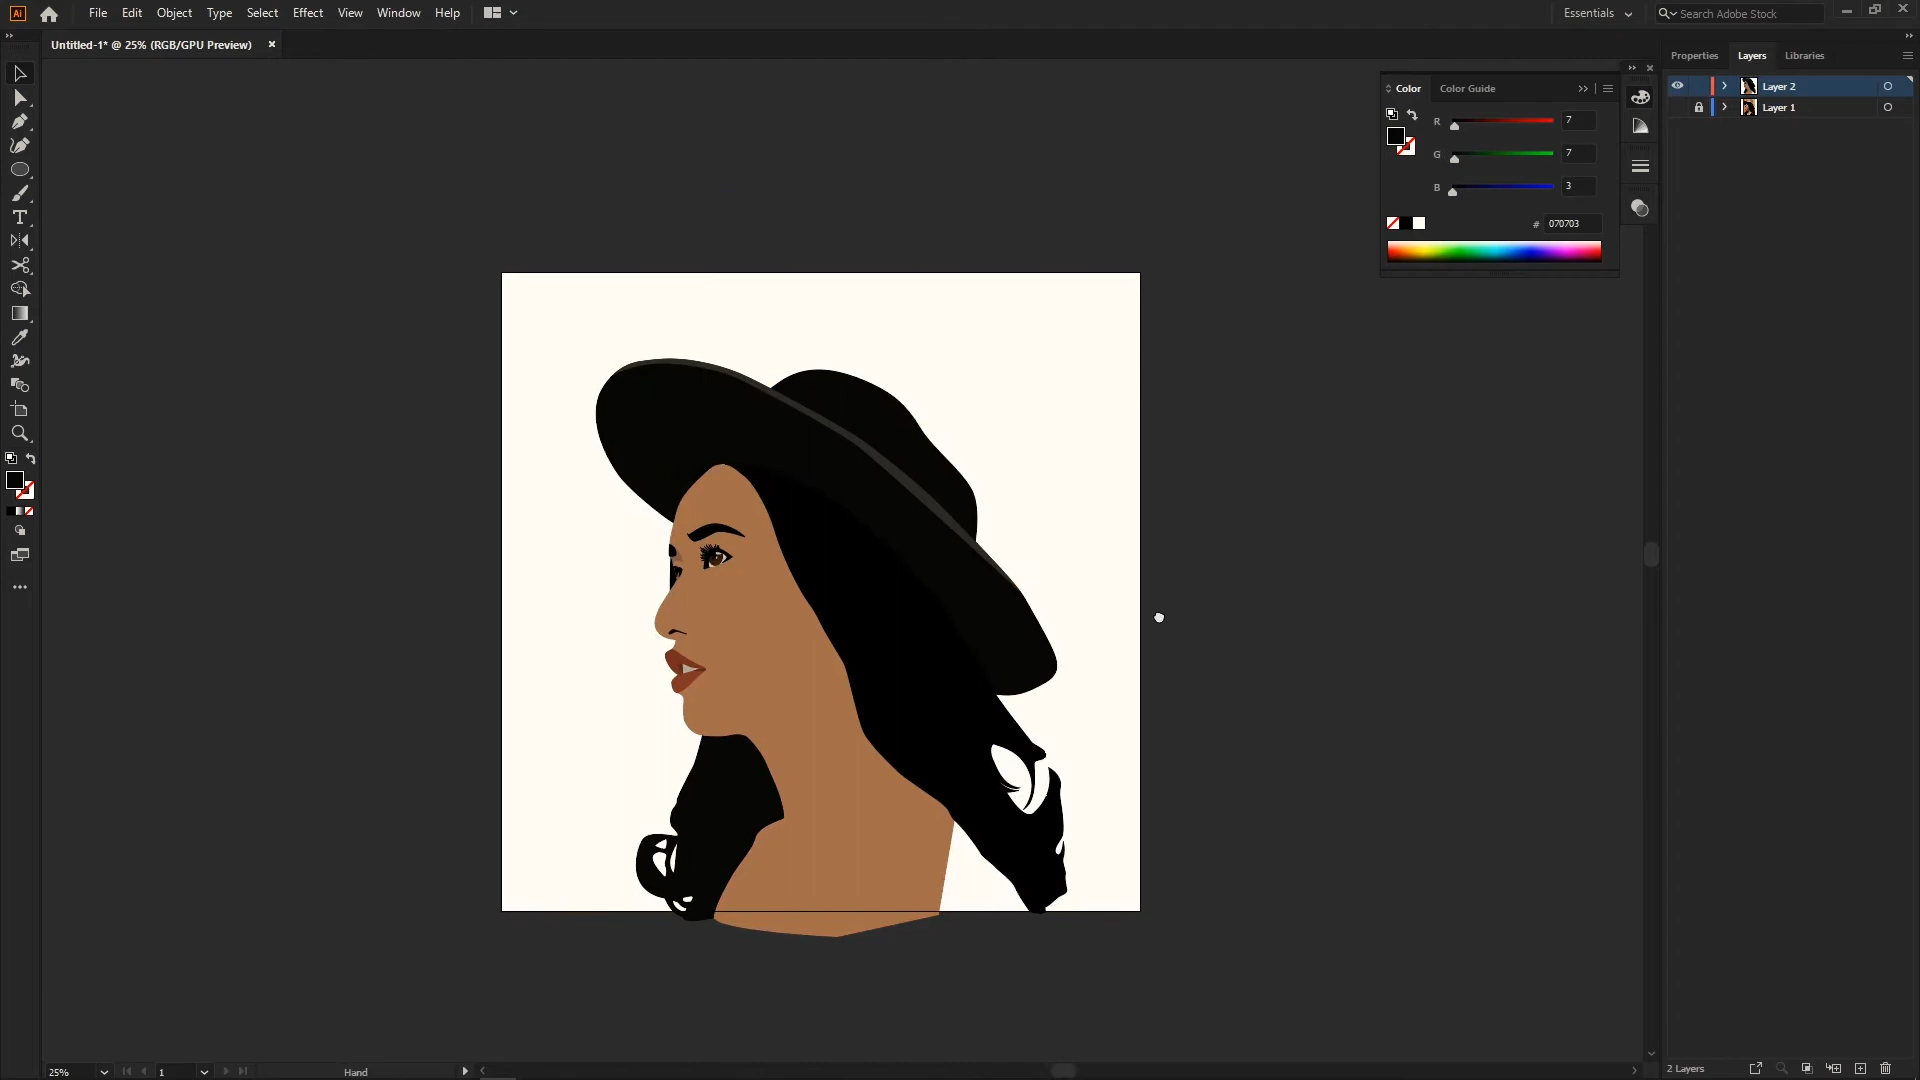 Ai File Edit Object Type Select Effect View Window Help Essentials Search Adobe Stock
Untitled-1* @ 25% (RGB/GPU Preview)
Properties Layers Libraries
Color Color Guide
Layer 2
Layer 1
R 7
G 7
B 3
# 070703
T
25% 1 Hand
2 Layers